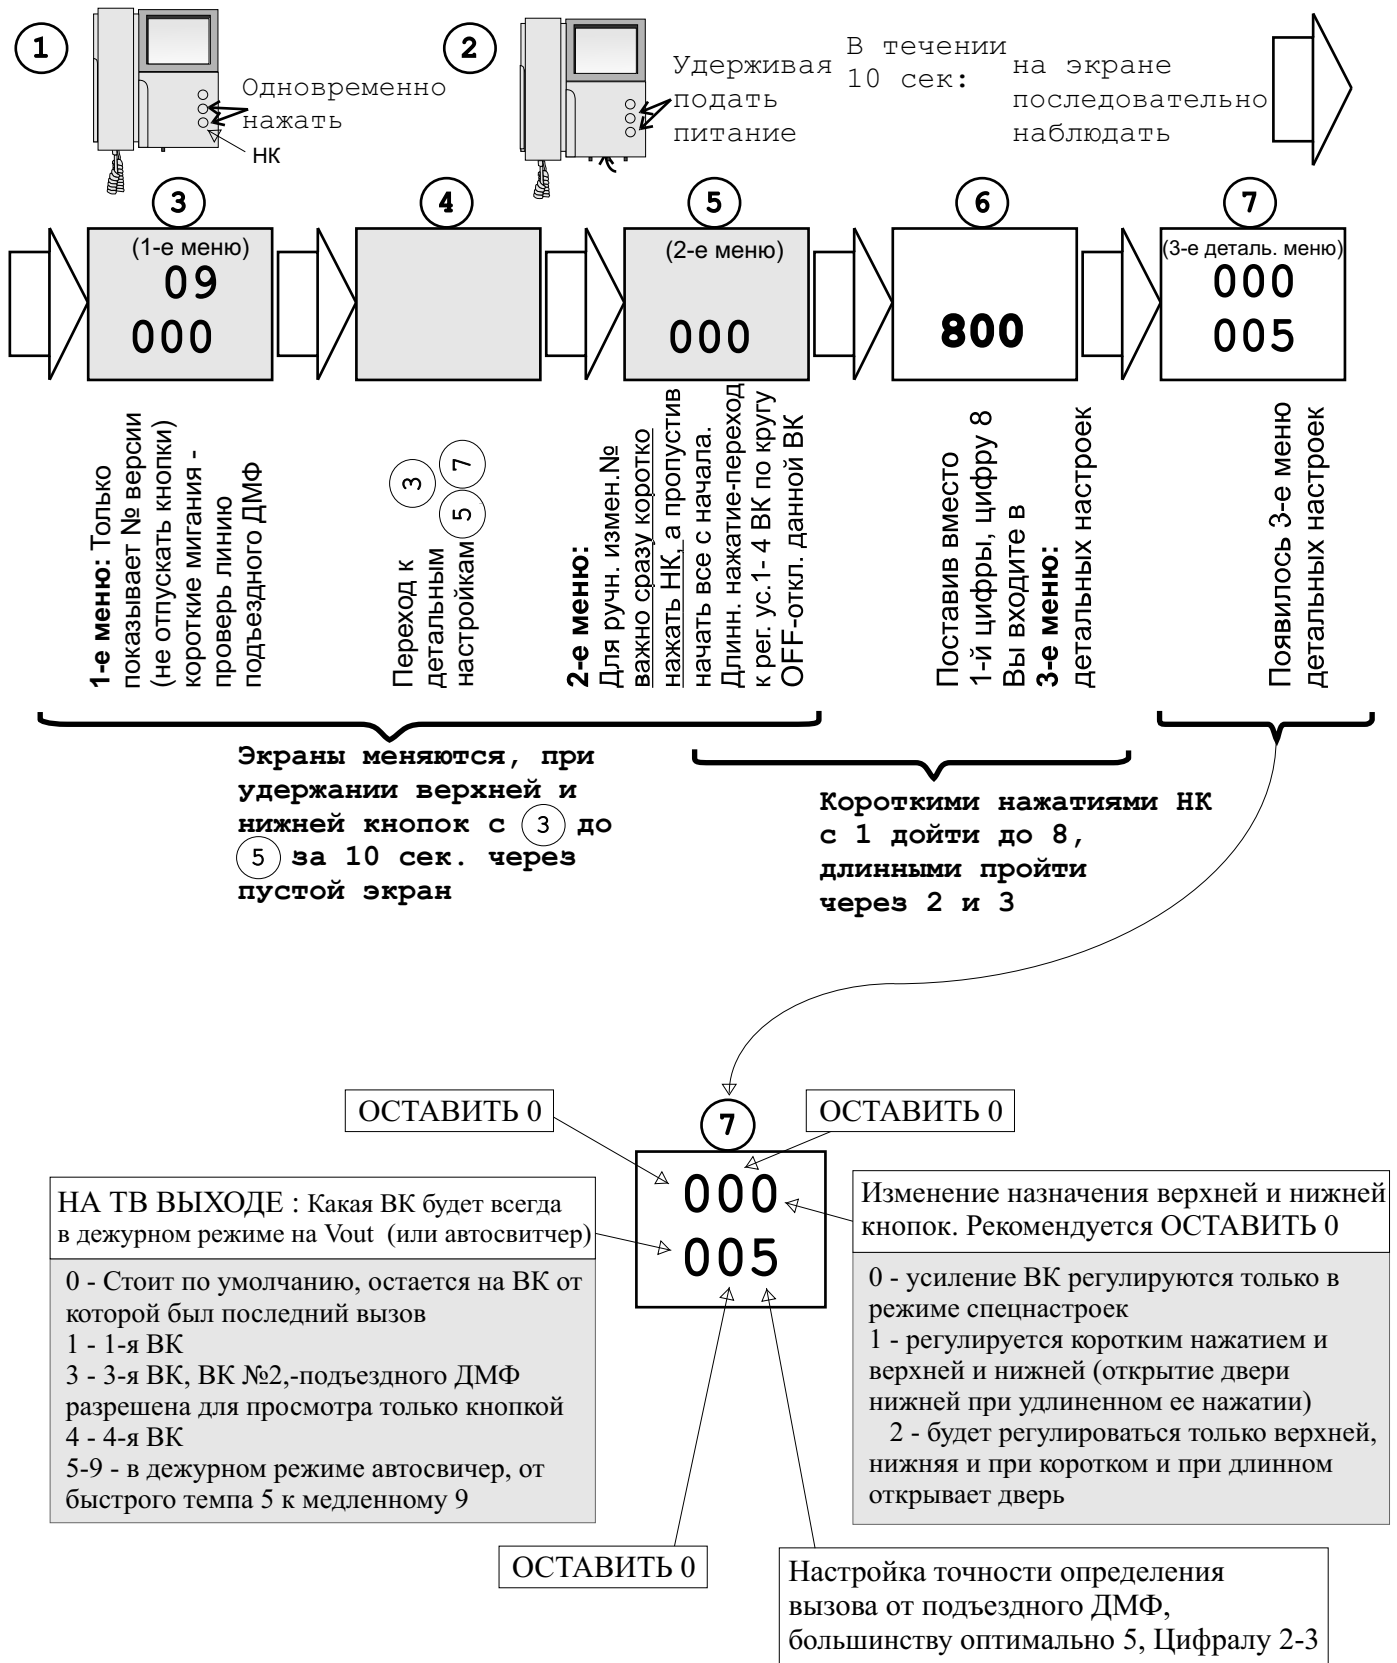 1
Одновременно
нажать
НК
2
Удерживая
подать
питание
В течении
10 сек:
на экране
последовательно
наблюдать
3
(1-е меню)
09
000
4
5
(2-е меню)
000
6
800
7
(3-е деталь. меню)
000
005
1-е меню: Только
показывает № версии
(не отпускать кнопки)
короткие мигания -
проверь линию
подъездного ДМФ
3
7
5
Переход к
детальным
настройкам
2-е меню:
Для ручн. измен.№
важно сразу коротко
нажать НК, а пропустив
начать все с начала.
Длинн. нажатие-переход
к рег. ус.1- 4 ВК по кругу
OFF-откл. данной ВК
Поставив вместо
1-й цифры, цифру 8
Вы входите в
3-е меню:
детальных настроек
Появилось 3-е меню
детальных настроек
Экраны меняются, при
удержании верхней и
нижней кнопок с 3 до
5 за 10 сек. через
пустой экран
Короткими нажатиями НК
с 1 дойти до 8,
длинными пройти
через 2 и 3
ОСТАВИТЬ 0
7
ОСТАВИТЬ 0
000
005
НА ТВ ВЫХОДЕ : Какая ВК будет всегда
в дежурном режиме на Vout (или автосвитчер)
0 - Стоит по умолчанию, остается на ВК от
которой был последний вызов
1 - 1-я ВК
3 - 3-я ВК, ВК №2,-подъездного ДМФ
разрешена для просмотра только кнопкой
4 - 4-я ВК
5-9 - в дежурном режиме автосвичер, от
быстрого темпа 5 к медленному 9
Изменение назначения верхней и нижней
кнопок. Рекомендуется ОСТАВИТЬ 0
0 - усиление ВК регулируются только в
режиме спецнастроек
1 - регулируется коротким нажатием и
верхней и нижней (открытие двери
нижней при удлиненном ее нажатии)
2 - будет регулироваться только верхней,
нижняя и при коротком и при длинном
открывает дверь
ОСТАВИТЬ 0
Настройка точности определения
вызова от подъездного ДМФ,
большинству оптимально 5, Цифралу 2-3